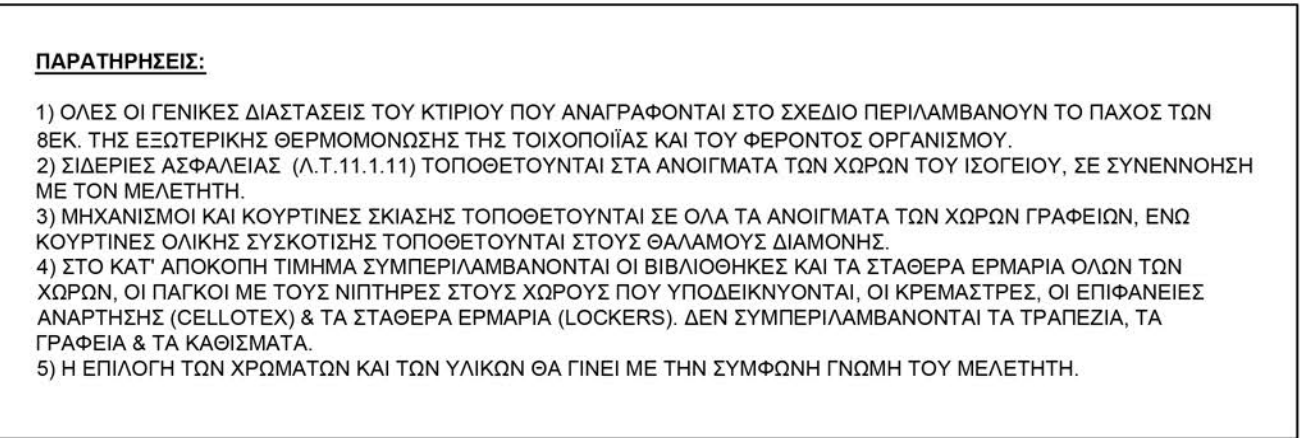 ΠΑΡΑΤΗΡΗΣΕΙΣ:
1) ΟΛΕΣ ΟΙ ΓΕΝΙΚΕΣ ΔΙΑΣΤΑΣΕΙΣ ΤΟΥ ΚΤΙΡΙΟΥ ΠΟΥ ΑΝΑΓΡΑΦΟΝΤΑΙ ΣΤΟ ΣΧΕΔΙΟ ΠΕΡΙΛΑΜΒΑΝΟΥΝ ΤΟ ΠΑΧΟΣ ΤΩΝ
8ΕΚ. ΤΗΣ ΕΞΩΤΕΡΙΚΗΣ ΘΕΡΜΟΜΟΝΩΣΗΣ ΤΗΣ ΤΟΙΧΟΠΟΙΪΑΣ ΚΑΙ ΤΟΥ ΦΕΡΟΝΤΟΣ ΟΡΓΑΝΙΣΜΟΥ.
2) ΣΙΔΕΡΙΕΣ ΑΣΦΑΛΕΙΑΣ (Λ.Τ.11.1.11) ΤΟΠΟΘΕΤΟΥΝΤΑΙ ΣΤΑ ΑΝΟΙΓΜΑΤΑ ΤΩΝ ΧΩΡΩΝ ΤΟΥ ΙΣΟΓΕΙΟΥ, ΣΕ ΣΥΝΕΝΝΟΗΣΗ
ΜΕ ΤΟΝ ΜΕΛΕΤΗΤΗ.
3) ΜΗΧΑΝΙΣΜΟΙ ΚΑΙ ΚΟΥΡΤΙΝΕΣ ΣΚΙΑΣΗΣ ΤΟΠΟΘΕΤΟΥΝΤΑΙ ΣΕ ΟΛΑ ΤΑ ΑΝΟΙΓΜΑΤΑ ΤΩΝ ΧΩΡΩΝ ΓΡΑΦΕΙΩΝ, ΕΝΩ
ΚΟΥΡΤΙΝΕΣ ΟΛΙΚΗΣ ΣΥΣΚΟΤΙΣΗΣ ΤΟΠΟΘΕΤΟΥΝΤΑΙ ΣΤΟΥΣ ΘΑΛΑΜΟΥΣ ΔΙΑΜΟΝΗΣ.
4) ΣΤΟ ΚΑΤ' ΑΠΟΚΟΠΗ ΤΙΜΗΜΑ ΣΥΜΠΕΡΙΛΑΜΒΑΝΟΝΤΑΙ ΟΙ ΒΙΒΛΙΟΘΗΚΕΣ ΚΑΙ ΤΑ ΣΤΑΘΕΡΑ ΕΡΜΑΡΙΑ ΟΛΩΝ ΤΩΝ
ΧΩΡΩΝ, ΟΙ ΠΑΓΚΟΙ ΜΕ ΤΟΥΣ ΝΙΠΤΗΡΕΣ ΣΤΟΥΣ ΧΩΡΟΥΣ ΠΟΥ ΥΠΟΔΕΙΚΝΥΟΝΤΑΙ, ΟΙ ΚΡΕΜΑΣΤΡΕΣ, ΟΙ ΕΠΙΦΑΝΕΙΕΣ
ΑΝΑΡΤΗΣΗΣ (CELLOTEX) & ΤΑ ΣΤΑΘΕΡΑ ΕΡΜΑΡΙΑ (LOCKERS). ΔΕΝ ΣΥΜΠΕΡΙΛΑΜΒΑΝΟΝΤΑΙ ΤΑ ΤΡΑΠΕΖΙΑ, ΤΑ
ΓΡΑΦΕΙΑ & ΤΑ ΚΑΘΙΣΜΑΤΑ.
5) Η ΕΠΙΛΟΓΗ ΤΩΝ ΧΡΩΜΑΤΩΝ ΚΑΙ ΤΩΝ ΥΛΙΚΩΝ ΘΑ ΓΙΝΕΙ ΜΕ ΤΗΝ ΣΥΜΦΩΝΗ ΓΝΩΜΗ ΤΟΥ ΜΕΛΕΤΗΤΗ.